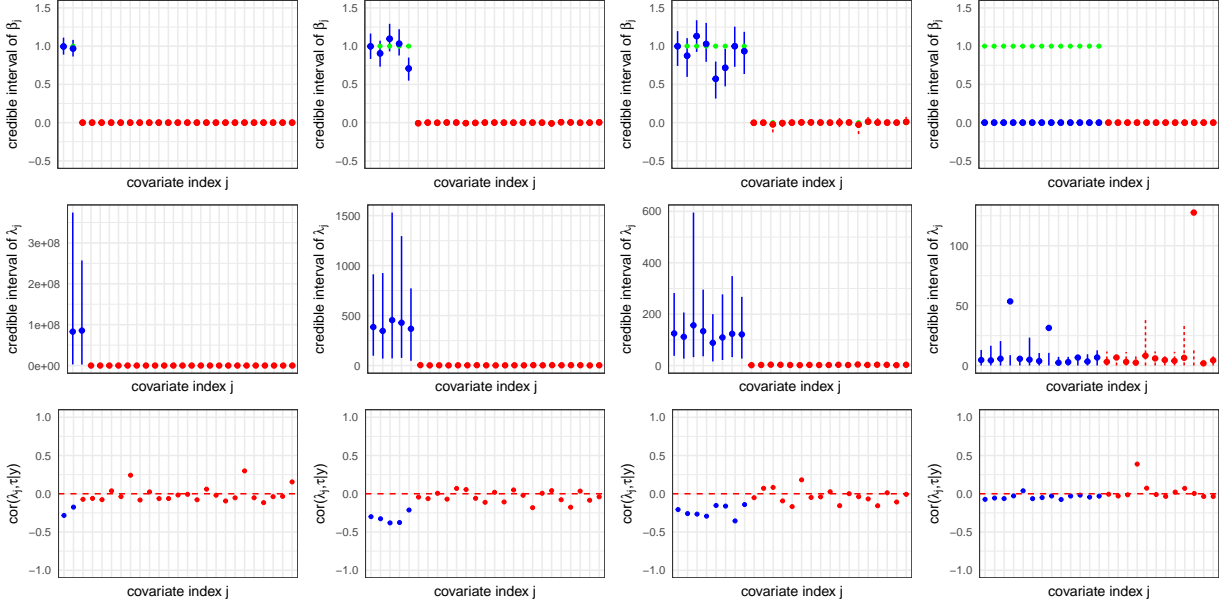 credible interval of βj
1.5
1.0
0.5
0.0
−0.5
covariate index j
credible interval of βj
1.5
1.0
0.5
0.0
−0.5
covariate index j
credible interval of βj
1.5
1.0
0.5
0.0
−0.5
covariate index j
credible interval of βj
1.5
1.0
0.5
0.0
−0.5
covariate index j
credible interval of λj
3e+08
2e+08
1e+08
0e+00
covariate index j
credible interval of λj
1500
1000
500
0
covariate index j
credible interval of λj
600
400
200
0
covariate index j
credible interval of λj
100
50
0
covariate index j
cor(λj,τ|y)
1.0
0.5
0.0
−0.5
−1.0
covariate index j
cor(λj,τ|y)
1.0
0.5
0.0
−0.5
−1.0
covariate index j
cor(λj,τ|y)
1.0
0.5
0.0
−0.5
−1.0
covariate index j
cor(λj,τ|y)
1.0
0.5
0.0
−0.5
−1.0
covariate index j